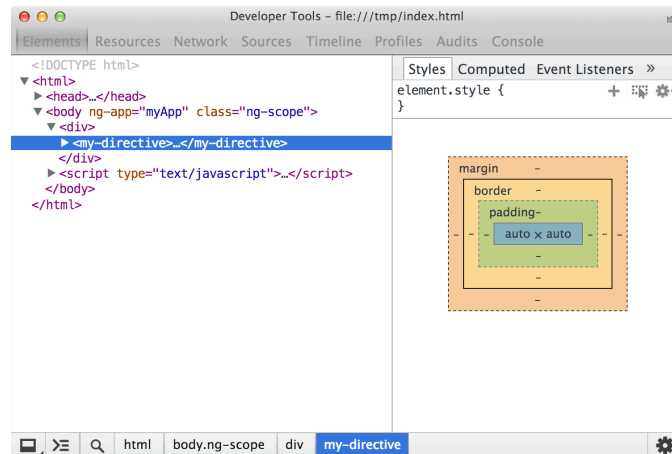 Developer Tools – file:///tmp/index.html
Elements Resources Network Sources Timeline Profiles Audits Console
<!DOCTYPE html>
▼<html>
▶<head>…</head>
▼<body ng-app="myApp" class="ng-scope">
▼<div>
▶<my-directive>…</my-directive>
</div>
▶<script type="text/javascript">…</script>
</body>
</html>
Styles Computed Event Listeners »
element.style {
}
margin –
border –
padding–
– – – auto × auto – – –
–
–
–
html body.ng-scope div my-directive